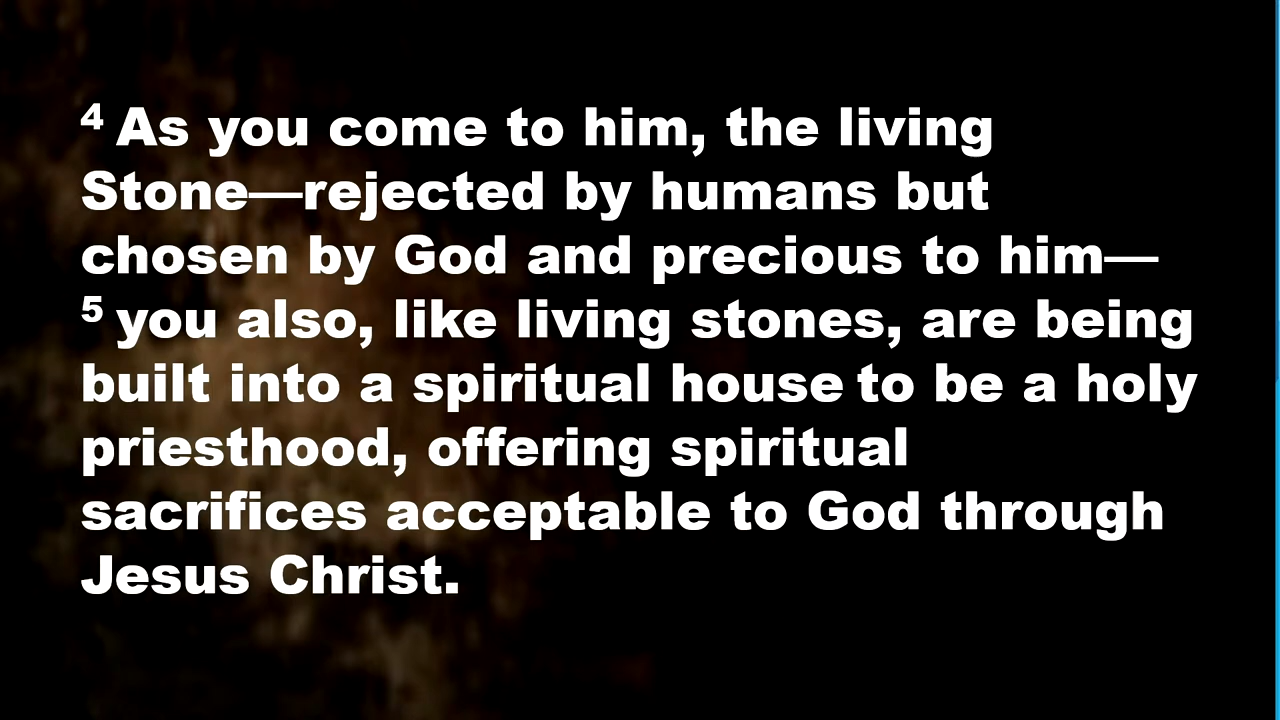 4 As you come to him, the living
Stone—rejected by humans but
chosen by God and precious to him—
5 you also, like living stones, are being
built into a spiritual house to be a holy
priesthood, offering spiritual
sacrifices acceptable to God through
Jesus Christ.